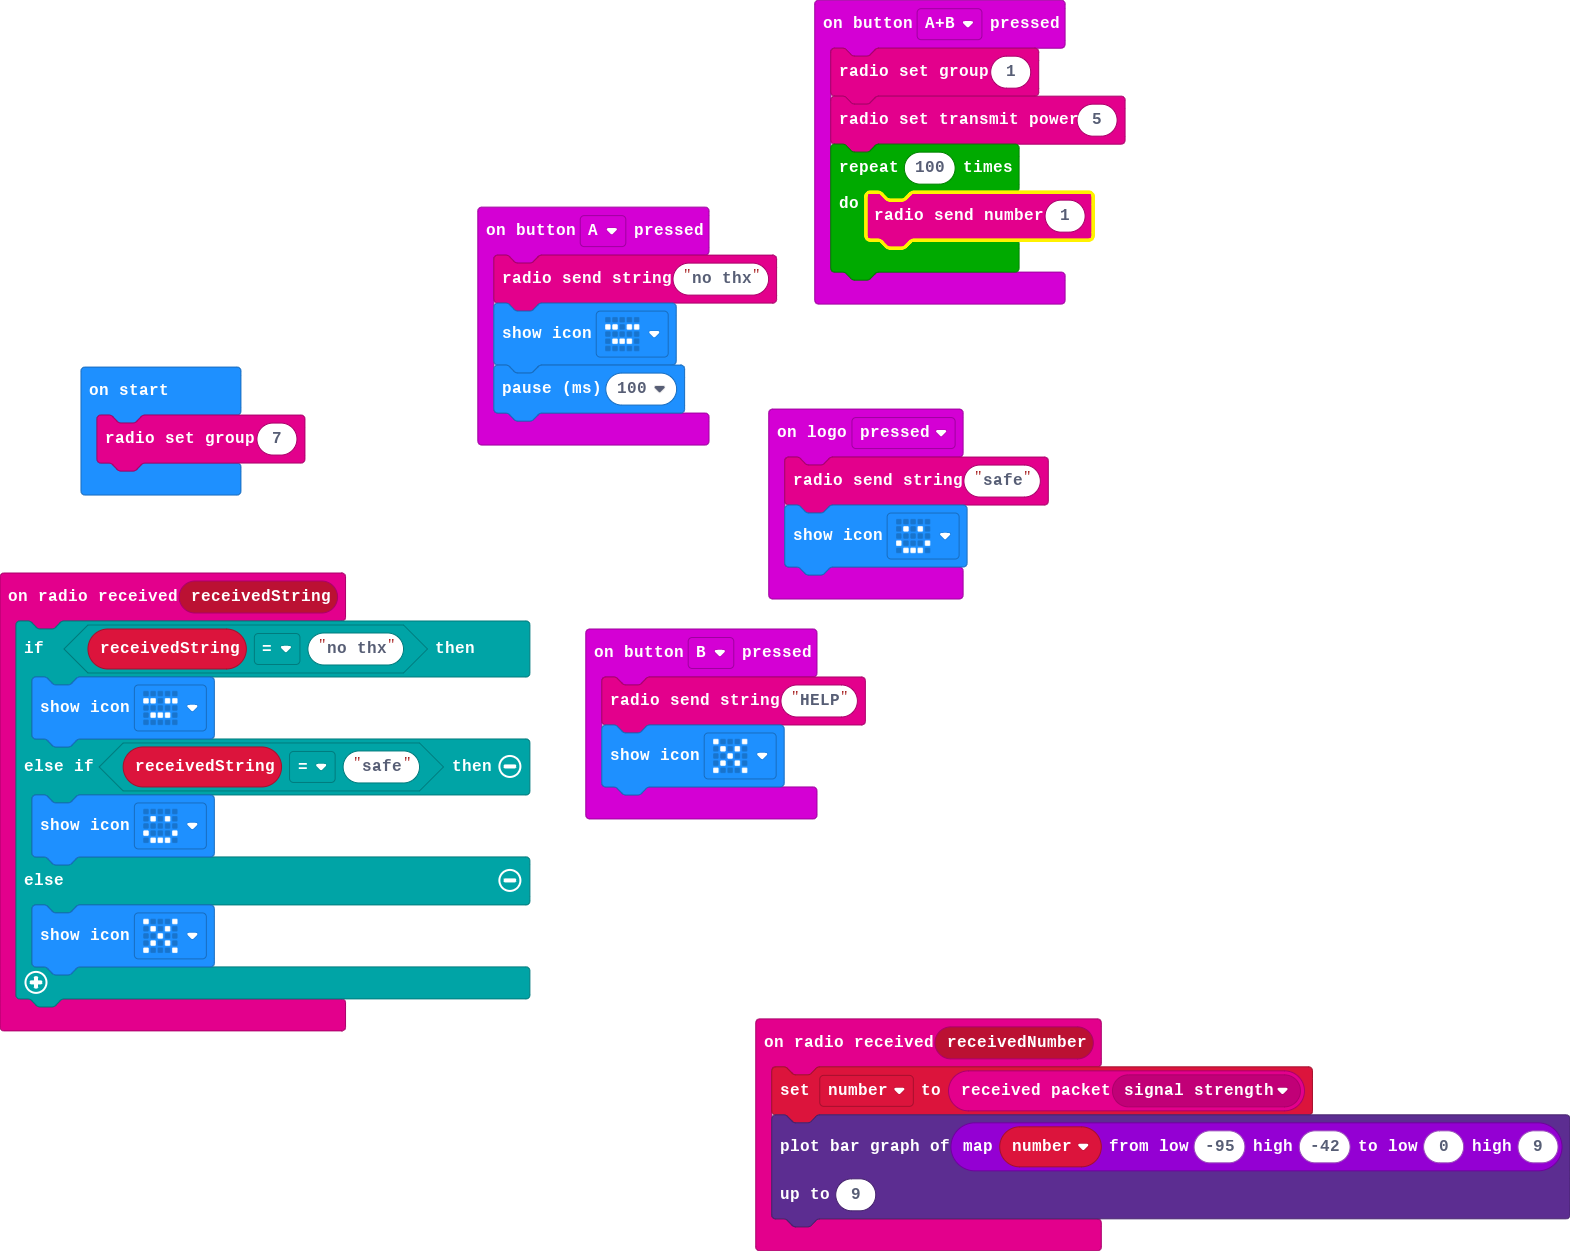 on button A+B pressed
radio set group 1
radio set transmit power 5
repeat 100 times
do radio send number 1
on button A pressed
radio send string "no thx"
show icon
pause (ms) 100
on start
radio set group 7
on logo pressed
radio send string "safe"
show icon
on radio received receivedString
if receivedString = "no thx" then
show icon
else if receivedString = "safe" then
show icon
else
show icon
on button B pressed
radio send string "HELP"
show icon
on radio received receivedNumber
set number to received packet signal strength
plot bar graph of map number from low -95 high -42 to low 0 high 9
up to 9